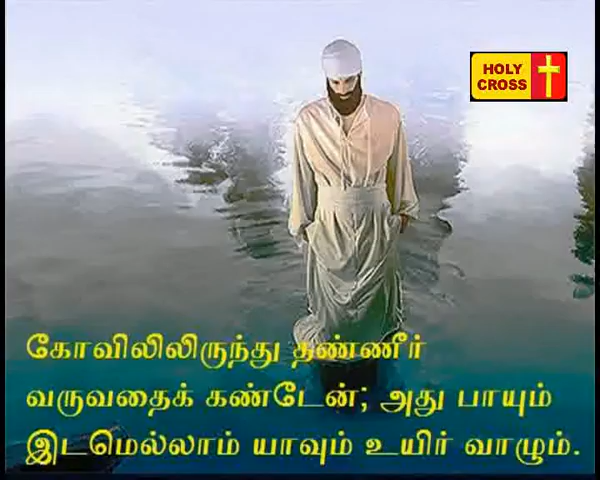 HOLY
CROSS
கோவிலிலிருந்து தண்ணீர்
வருவதைக் கண்டேன்; அது பாயும்
இடமெல்லாம் யாவும் உயிர் வாழும்.